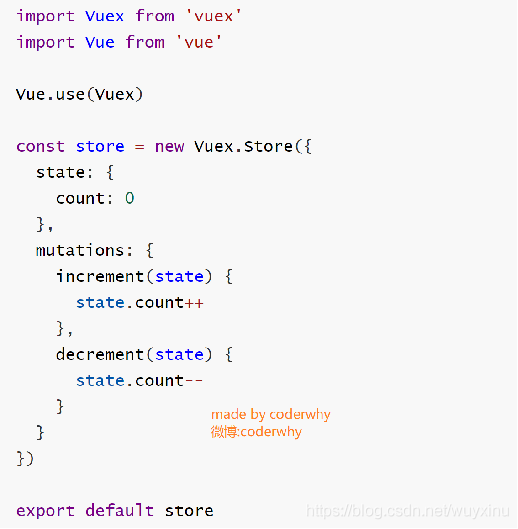 import Vuex from 'vuex'
import Vue from 'vue'
Vue.use(Vuex)
const store = new Vuex.Store({
  state: {
    count: 0
  },
  mutations: {
    increment(state) {
      state.count++
    },
    decrement(state) {
      state.count--
    }
made by coderwhy
  }
微博:coderwhy
})
export default store
https://blog.csdn.net/wuyxinu